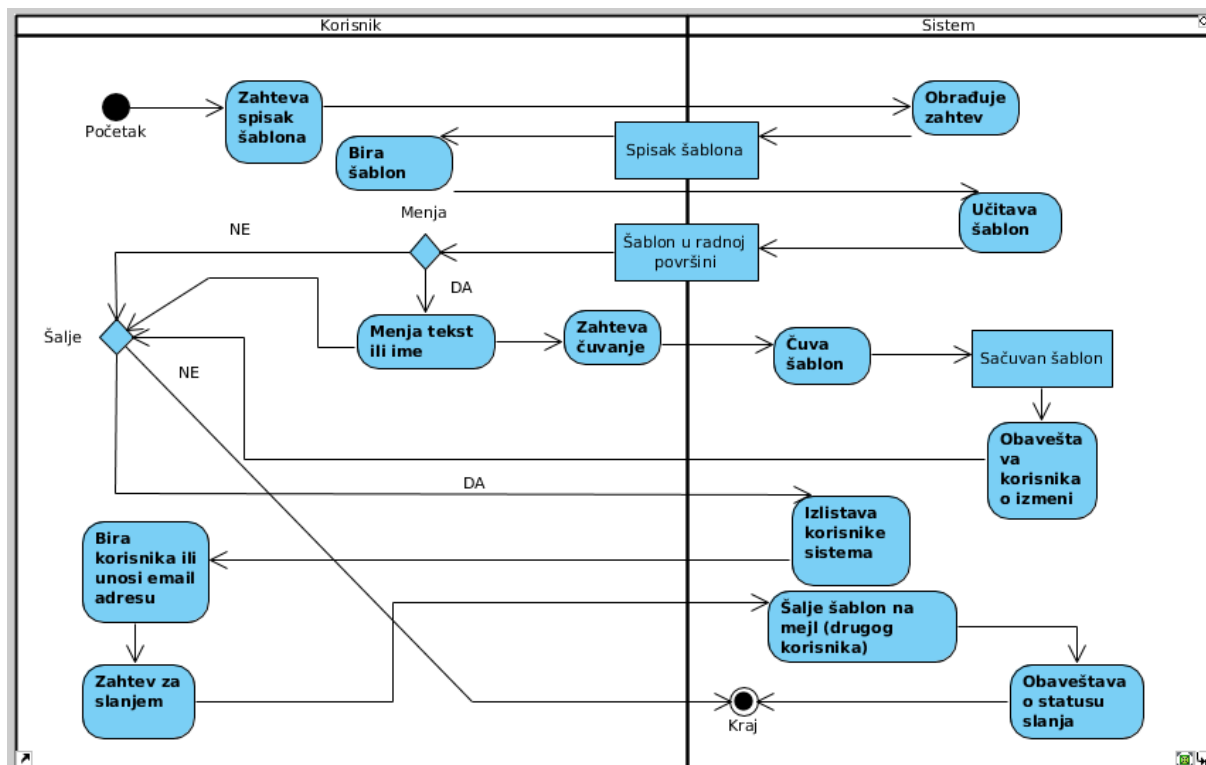 Korisnik
Sistem
Početak
Zahteva
spisak
šablona
Obrađuje
zahtev
Spisak šablona
Bira
šablon
Učitava
šablon
Menja
NE
Šablon u radnoj
površini
DA
Šalje
Menja tekst
ili ime
Zahteva
čuvanje
Čuva
šablon
Sačuvan šablon
NE
Obavešta
va
korisnika
o izmeni
DA
Izlistava
korisnike
sistema
Bira
korisnika ili
unosi email
adresu
Šalje šablon na
mejl (drugog
korisnika)
Zahtev za
slanjem
Obaveštava
o statusu
slanja
Kraj